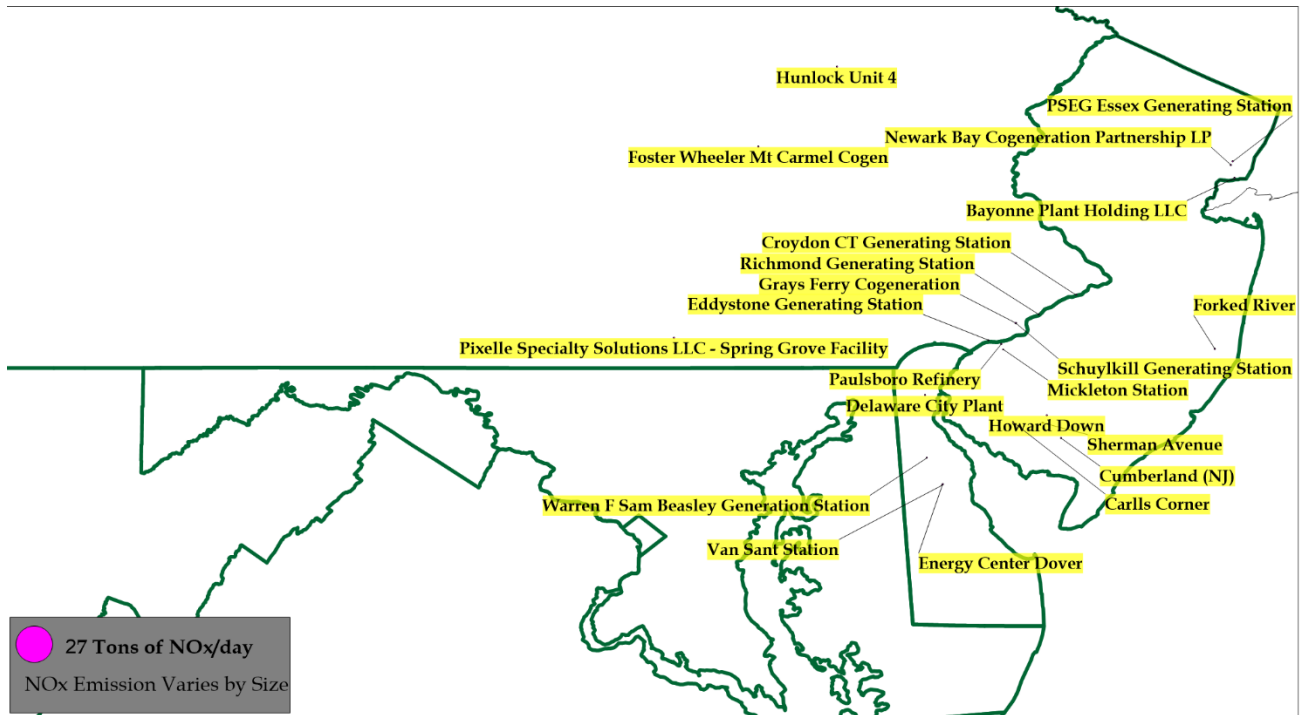 Hunlock Unit 4
PSEG Essex Generating Station
Newark Bay Cogeneration Partnership LP
Foster Wheeler Mt Carmel Cogen
Bayonne Plant Holding LLC
Croydon CT Generating Station
Richmond Generating Station
Grays Ferry Cogeneration
Eddystone Generating Station
Forked River
Pixelle Specialty Solutions LLC - Spring Grove Facility
Schuylkill Generating Station
Paulsboro Refinery
Mickleton Station
Delaware City Plant
Howard Down
Sherman Avenue
Cumberland (NJ)
Warren F Sam Beasley Generation Station
Carlls Corner
Van Sant Station
Energy Center Dover
27 Tons of NOx/day
NOx Emission Varies by Size